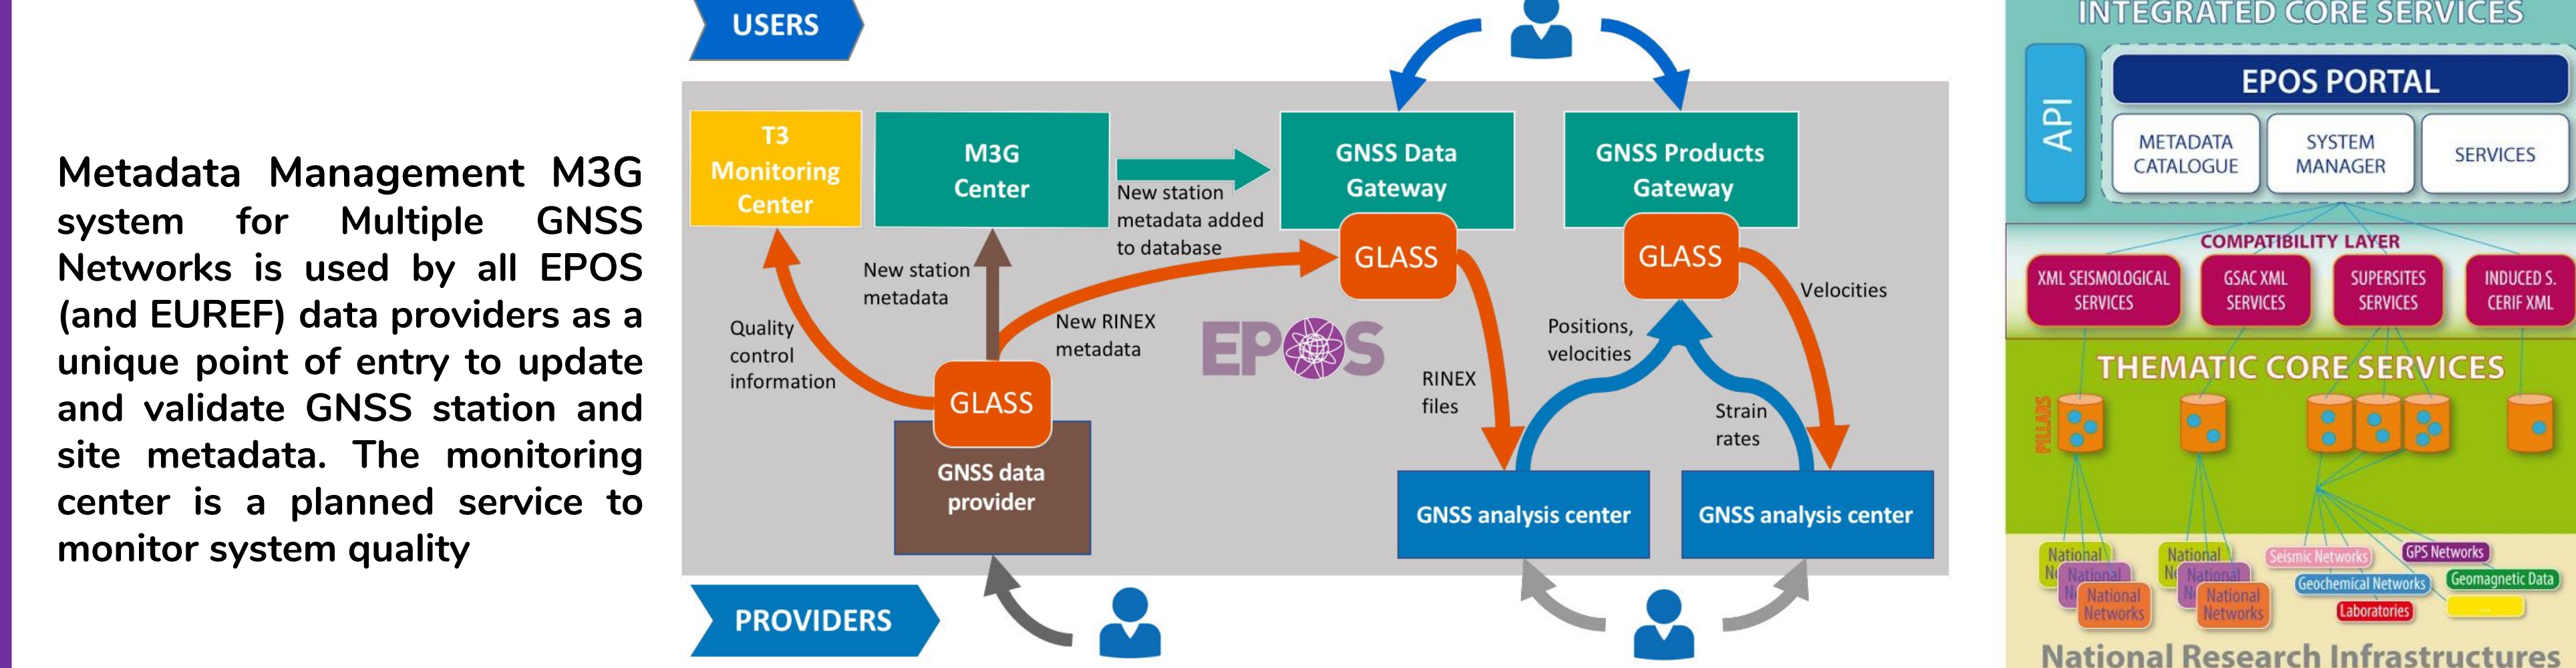 Metadata Management M3G
system for Multiple GNSS
Networks is used by all EPOS
(and EUREF) data providers as a
unique point of entry to update
and validate GNSS station and
site metadata. The monitoring
center is a planned service to
monitor system quality
USERS
T3
Monitoring
Center
M3G
Center
New station
metadata added
to database
GNSS Data
Gateway
GLASS
GNSS Products
Gateway
GLASS
New station
metadata
Quality
control
information
New RINEX
metadata
EPOS
RINEX
files
Positions,
velocities
Velocities
Strain
rates
GLASS
GNSS data
provider
GNSS analysis center
GNSS analysis center
PROVIDERS
INTEGRATED CORE SERVICES
API
EPOS PORTAL
METADATA
CATALOGUE
SYSTEM
MANAGER
SERVICES
COMPATIBILITY LAYER
XML SEISMOLOGICAL
SERVICES
GSAC XML
SERVICES
SUPERSITES
SERVICES
INDUCED S.
CERIF XML
THEMATIC CORE SERVICES
PILLARS
National
National
National
Networks
National
National
National
Networks
Seismic Networks
GPS Networks
Geochemical Networks
Geomagnetic Data
Laboratories
...
National Research Infrastructures